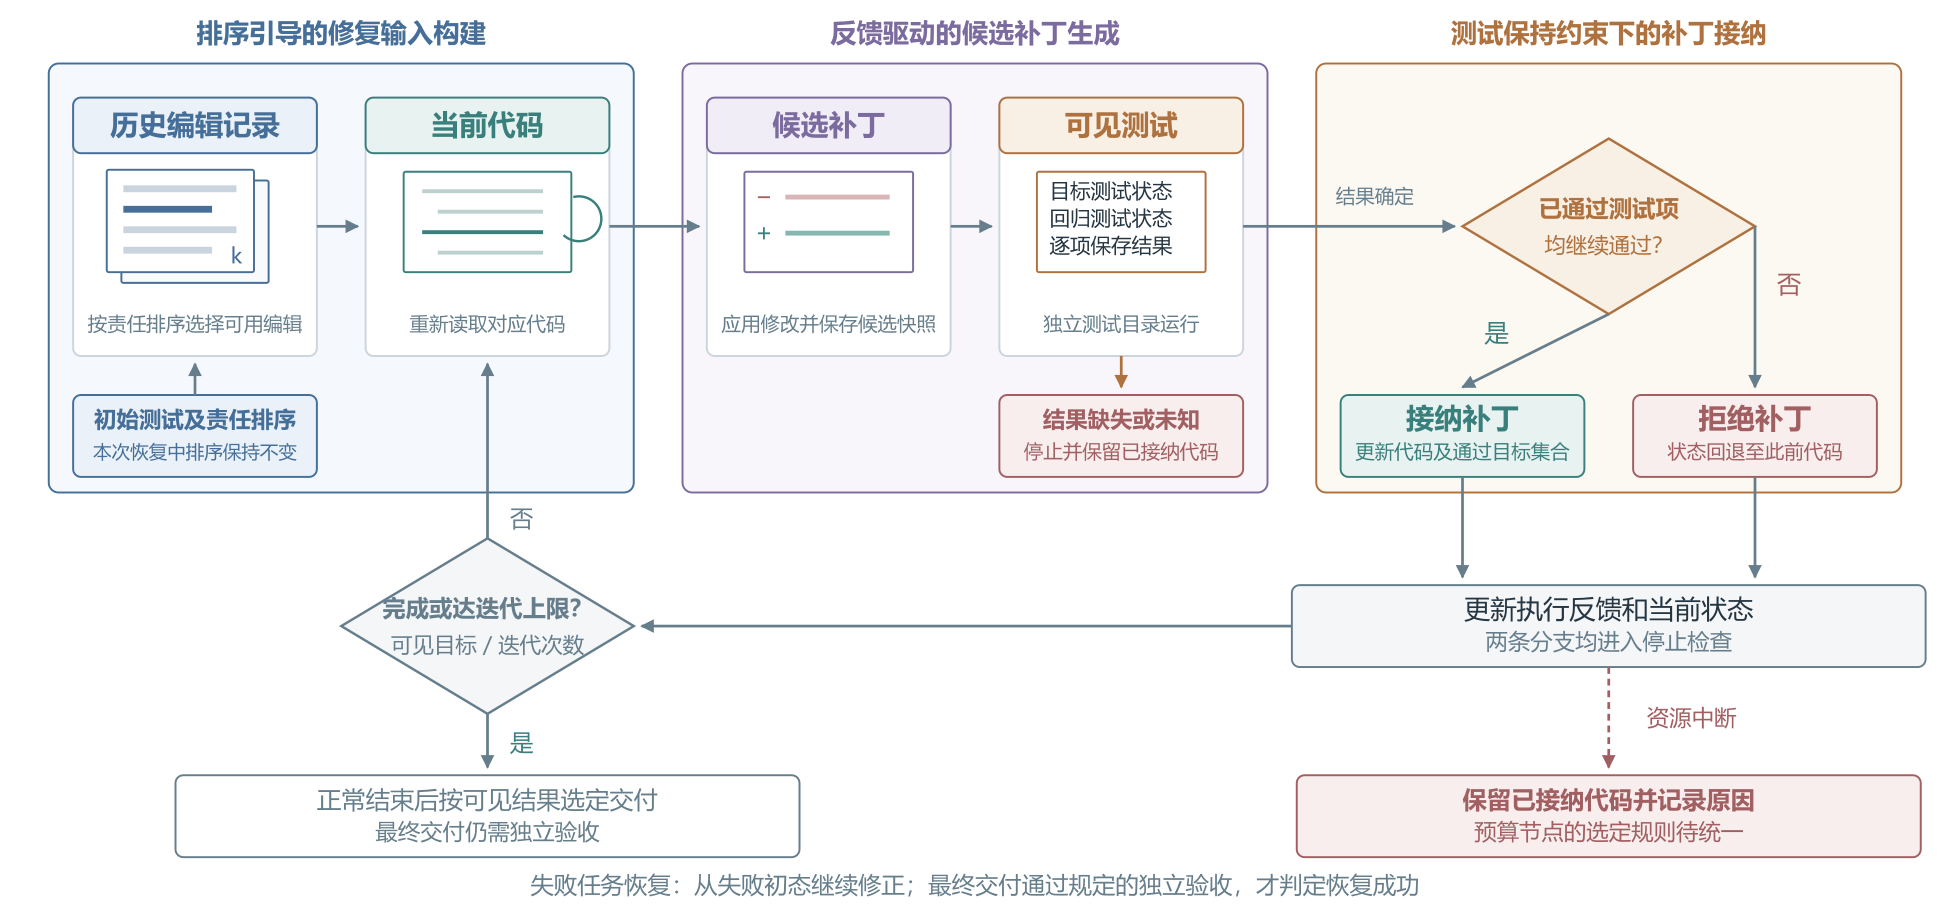 排序引导的修复输入构建
反馈驱动的候选补丁生成
测试保持约束下的补丁接纳
历史编辑记录
k
按责任排序选择可用编辑
初始测试及责任排序
本次恢复中排序保持不变
当前代码
重新读取对应代码
候选补丁
−
+
应用修改并保存候选快照
可见测试
目标测试状态
回归测试状态
逐项保存结果
独立测试目录运行
结果缺失或未知
停止并保留已接纳代码
结果确定
已通过测试项
均继续通过？
是
否
接纳补丁
更新代码及通过目标集合
拒绝补丁
状态回退至此前代码
更新执行反馈和当前状态
两条分支均进入停止检查
否
完成或达迭代上限？
可见目标 / 迭代次数
是
正常结束后按可见结果选定交付
最终交付仍需独立验收
资源中断
保留已接纳代码并记录原因
预算节点的选定规则待统一
失败任务恢复：从失败初态继续修正；最终交付通过规定的独立验收，才判定恢复成功